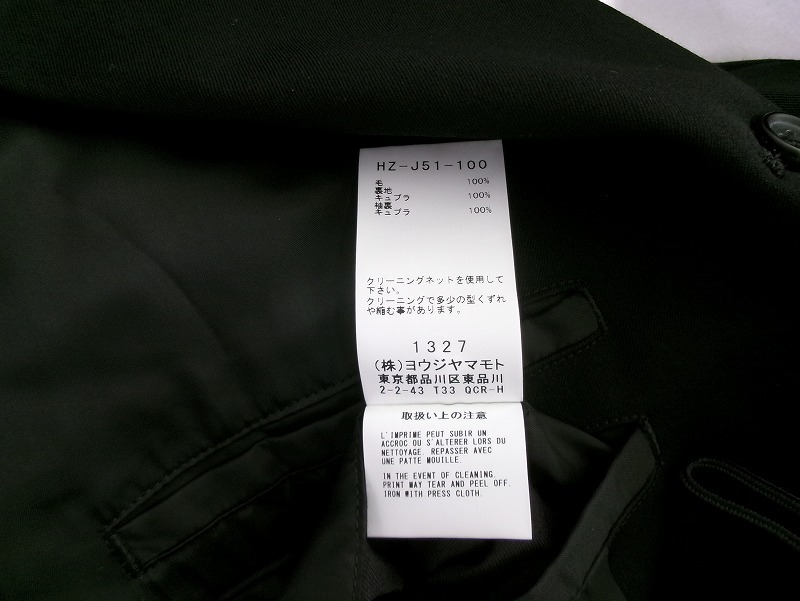 HZ-J51-100
毛 100%
裏地
キュプラ 100%
袖裏
キュプラ 100%
クリーニングネットを使用して
下さい。
クリーニングで多少の型くずれ
や縮む事があります。
1327
(株)ヨウジヤマモト
東京都品川区東品川
2-2-43 T33 QCR-H
取扱い上の注意
L'IMPRIME PEUT SUBIR UN
ACCROC OU S'ALTERER LORS DU
NETTOYAGE. REPASSER AVEC
UNE PATTE MOUILLE.
IN THE EVENT OF CLEANING,
PRINT MAY TEAR AND PEEL OFF.
IRON WITH PRESS CLOTH.